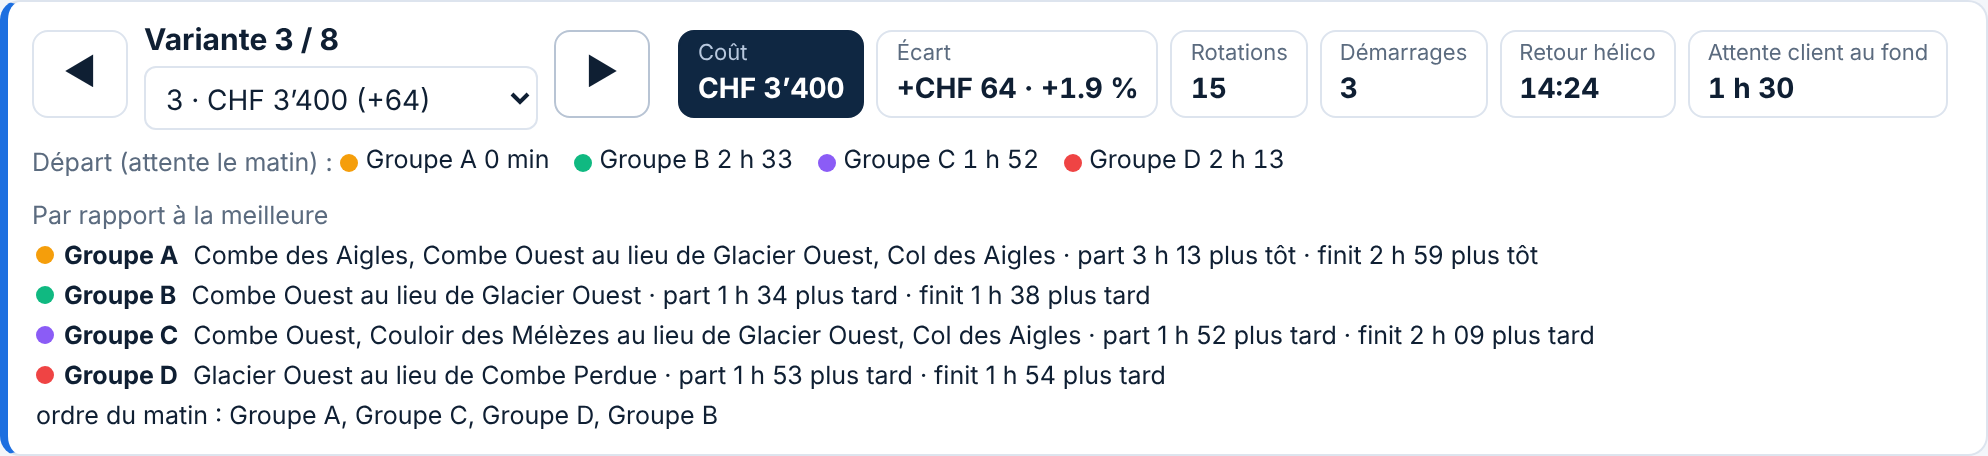 Variante 3 / 8
3 · CHF 3’400 (+64)
Coût
CHF 3’400
Écart
+CHF 64 · +1.9 %
Rotations
15
Démarrages
3
Retour hélico
14:24
Attente client au fond
1 h 30
Départ (attente le matin) : Groupe A 0 min Groupe B 2 h 33 Groupe C 1 h 52 Groupe D 2 h 13
Par rapport à la meilleure
Groupe A Combe des Aigles, Combe Ouest au lieu de Glacier Ouest, Col des Aigles · part 3 h 13 plus tôt · finit 2 h 59 plus tôt
Groupe B Combe Ouest au lieu de Glacier Ouest · part 1 h 34 plus tard · finit 1 h 38 plus tard
Groupe C Combe Ouest, Couloir des Mélèzes au lieu de Glacier Ouest, Col des Aigles · part 1 h 52 plus tard · finit 2 h 09 plus tard
Groupe D Glacier Ouest au lieu de Combe Perdue · part 1 h 53 plus tard · finit 1 h 54 plus tard
ordre du matin : Groupe A, Groupe C, Groupe D, Groupe B